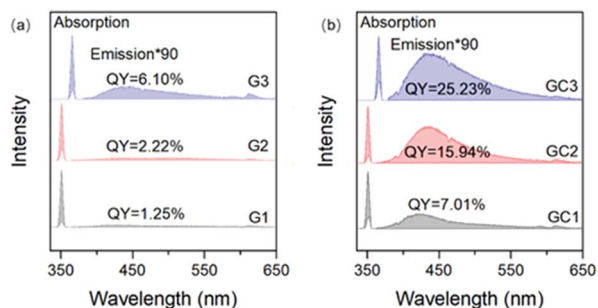 (a)
Absorption
Emission*90
QY=6.10%
G3
QY=2.22%
G2
QY=1.25%
G1
Intensity
350 450 550 650
Wavelength (nm)
(b)
Absorption
Emission*90
QY=25.23%
GC3
QY=15.94%
GC2
QY=7.01%
GC1
Intensity
350 450 550 650
Wavelength (nm)